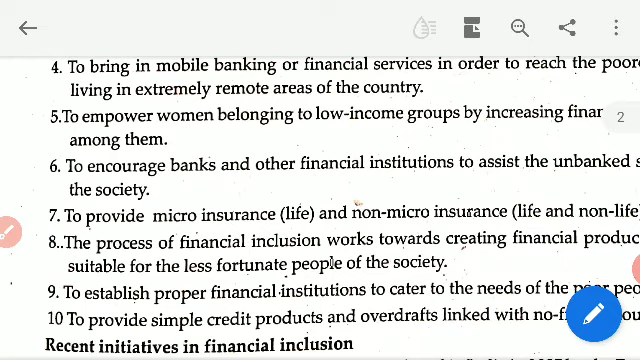 4. To bring in mobile banking or financial services in order to reach the poore
living in extremely remote areas of the country.
5.To empower women belonging to low-income groups by increasing finan
2
among them.
6. To encourage banks and other financial institutions to assist the unbanked s
the society.
7. To provide micro insurance (life) and non-micro insurance (life and non-life
8..The process of financial inclusion works towards creating financial produc
suitable for the less fortunate people of the society.
9. To establish proper financial institutions to cater to the needs of the poor peo
10 To provide simple credit products and overdrafts linked with
Recent initiatives in financial inclusion